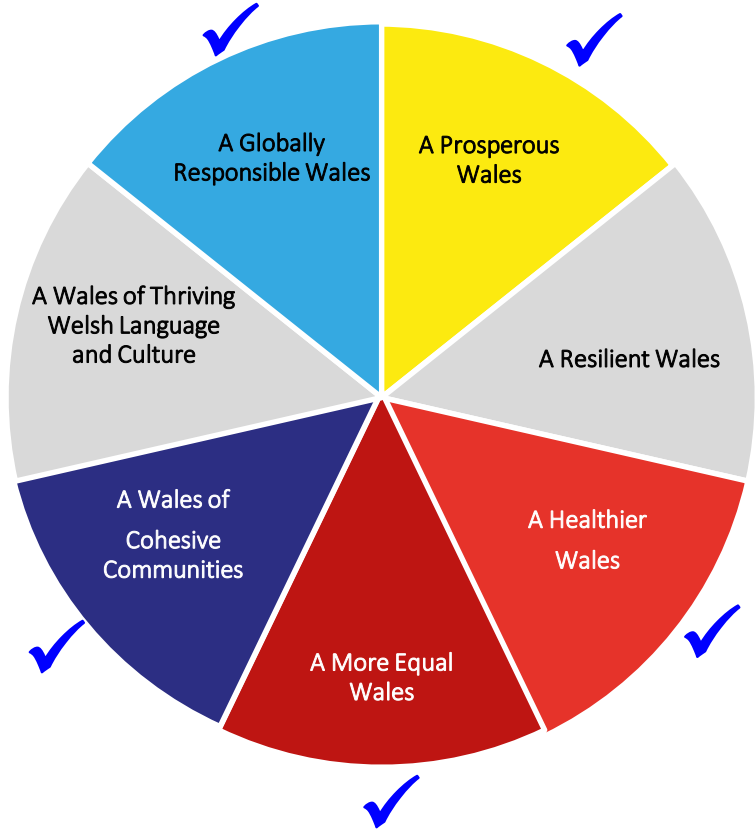 A Globally
Responsible Wales
A Prosperous
Wales
A Wales of Thriving
Welsh Language
and Culture
A Resilient Wales
A Wales of
Cohesive
Communities
A Healthier
Wales
A More Equal
Wales